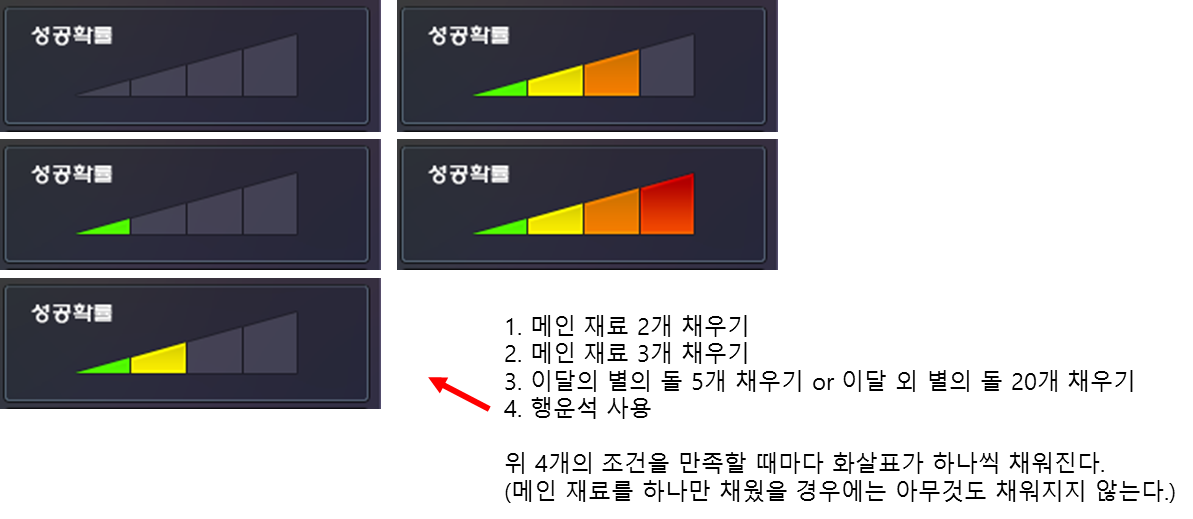 성공확률
성공확률
성공확률
성공확률
성공확률
1. 메인 재료 2개 채우기
2. 메인 재료 3개 채우기
3. 이달의 별의 돌 5개 채우기 or 이달 외 별의 돌 20개 채우기
4. 행운석 사용
위 4개의 조건을 만족할 때마다 화살표가 하나씩 채워진다.
(메인 재료를 하나만 채웠을 경우에는 아무것도 채워지지 않는다.)